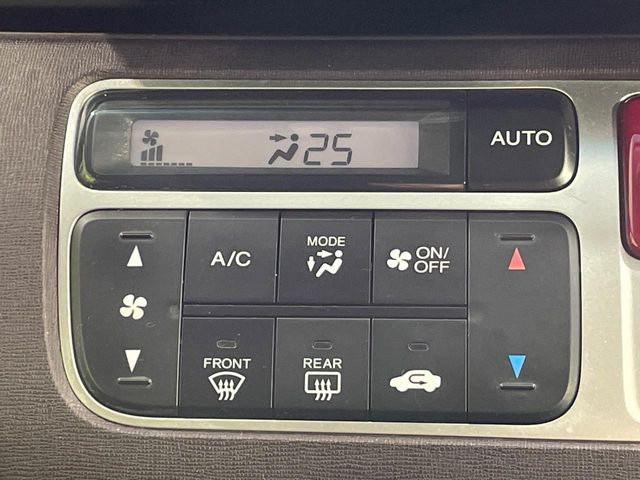 25
AUTO
A/C
MODE
ON/
OFF
FRONT
REAR